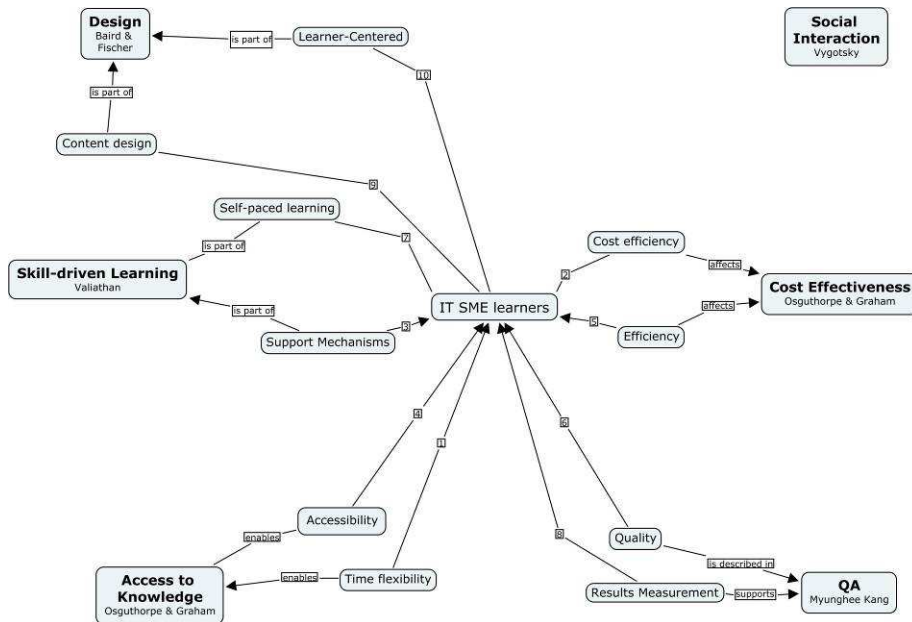 Design
Baird &
Fischer
is part of
Learner-Centered
Social
Interaction
Vygotsky
10
is part of
Content design
9
Self-paced learning
7
is part of
Cost efficiency
2
affects
Skill-driven Learning
Valiathan
Cost Effectiveness
Osguthorpe & Graham
IT SME learners
affects
is part of
3
5
Support Mechanisms
Efficiency
4
6
1
Accessibility
enables
8
Quality
is described in
Access to
Knowledge
Osguthorpe & Graham
enables
Time flexibility
Results Measurement
supports
QA
Myunghee Kang